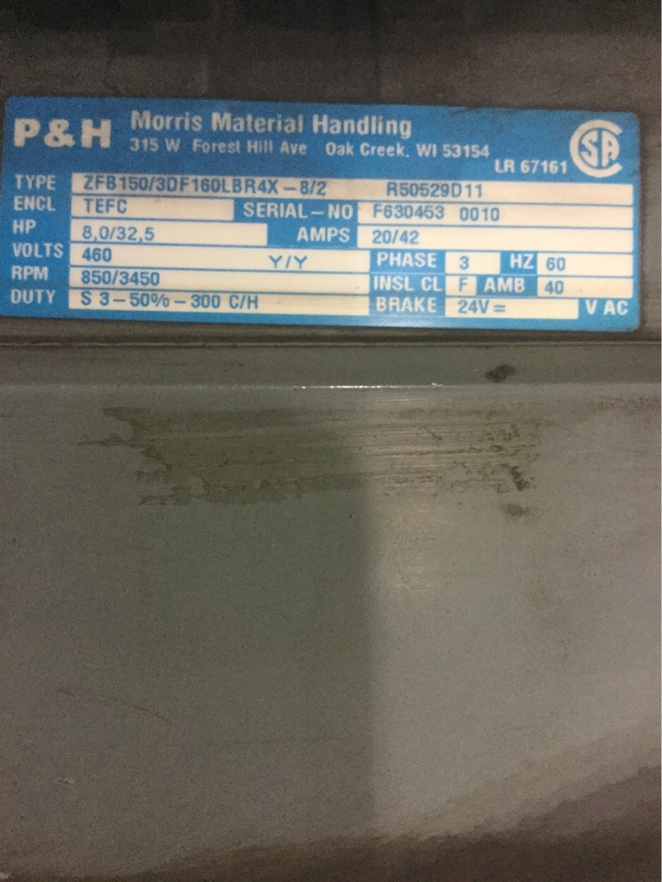 P&H Morris Material Handling
315 W Forest Hill Ave Oak Creek, WI 53154
LR 67161 SA
TYPE ZFB150/3DF160LBR4X-8/2 R50529D11
ENCL TEFC SERIAL-NO F630453 0010
HP 8,0/32,5 AMPS 20/42
VOLTS 460 Y/Y PHASE 3 HZ 60
RPM 850/3450 INSL CL F AMB 40
DUTY S 3-50%-300 C/H BRAKE 24V= V AC